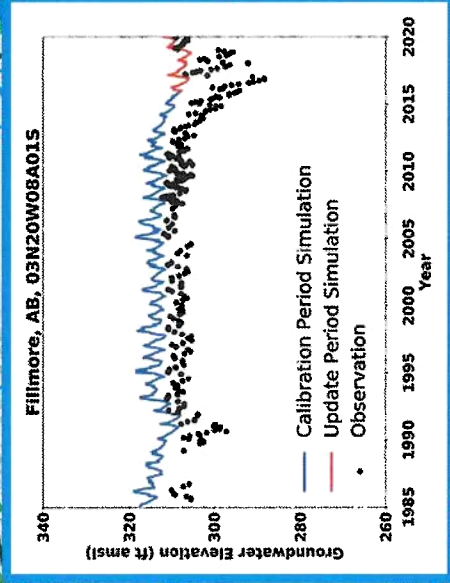 Fillmore, AB, 03N20W08A01S
Groundwater Elevation (ft amsl)
340
320
300
280
260
Calibration Period Simulation
Update Period Simulation
Observation
1985
1990
1995
2000
2005
2010
2015
2020
Year